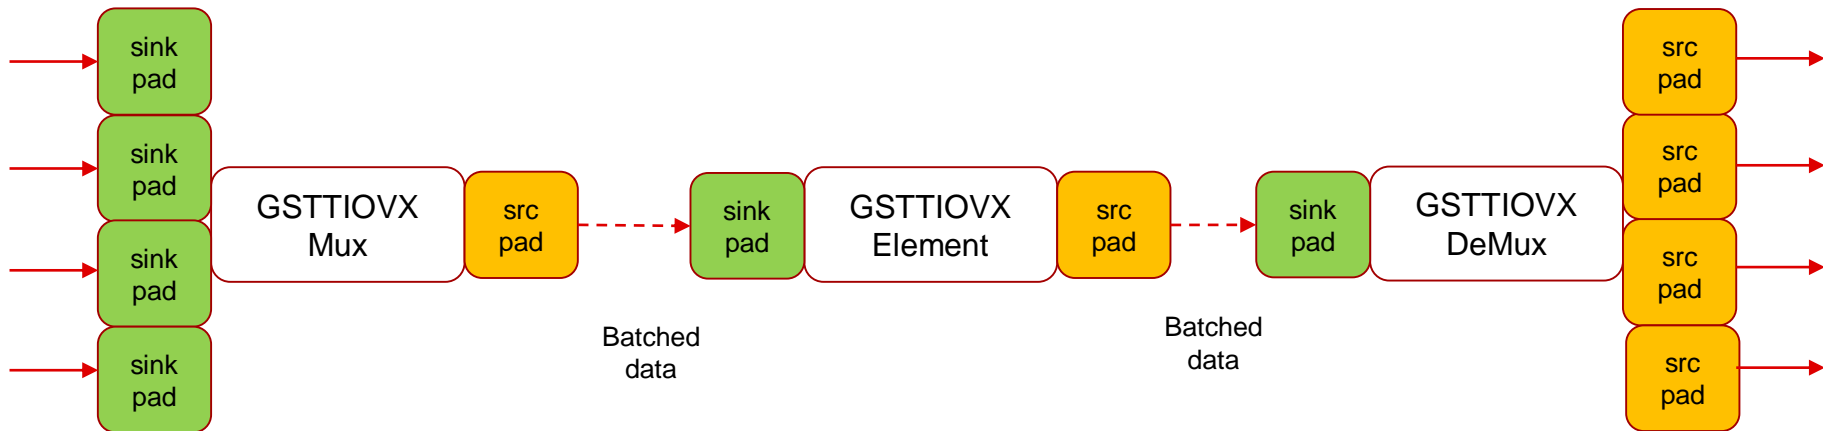 sink
pad
sink
pad
sink
pad
sink
pad
GSTTIOVX
Mux
src
pad
Batched
data
sink
pad
GSTTIOVX
Element
src
pad
Batched
data
sink
pad
GSTTIOVX
DeMux
src
pad
src
pad
src
pad
src
pad